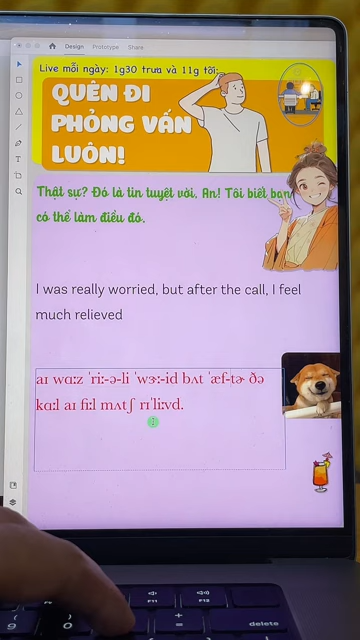 Design Prototype Share
Live mỗi ngày: 1g30 trưa và 11g tối:
QUÊN ĐI
PHỎNG VẤN
LUÔN!
Thật sự? Đó là tin tuyệt vời, An! Tôi biết bạn
có thể làm điều đó.
I was really worried, but after the call, I feel
much relieved
aɪ wɑːz ˈriː-ə-li ˈwɜː-id bʌt ˈæf-tɚ ðə
kɑːl aɪ fiːl mʌtʃ rɪˈliːvd.
F11 F12
+
=
delete